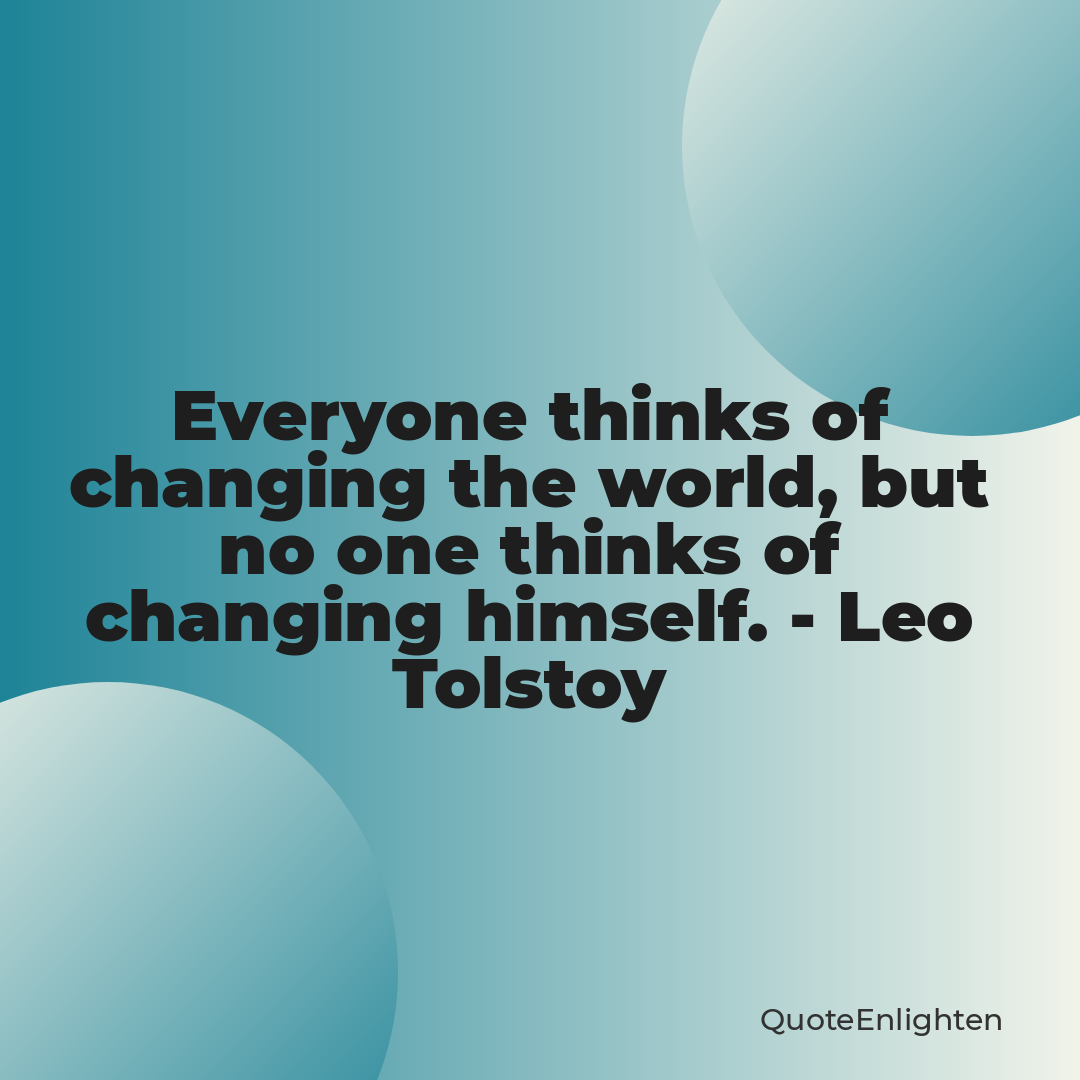 Everyone thinks of
changing the world, but
no one thinks of
changing himself. - Leo
Tolstoy
QuoteEnlighten